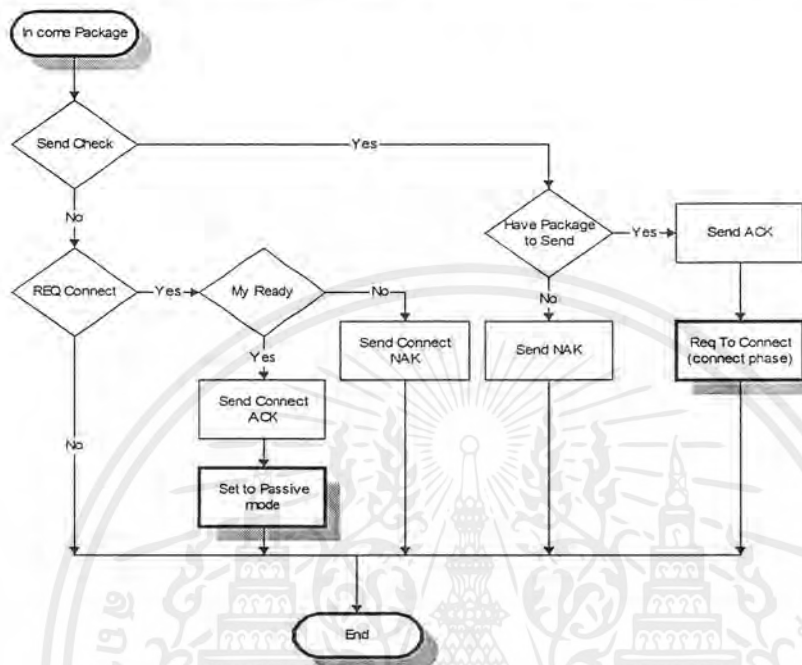 In come Package
Send Check
Yes
No
Have Package
to Send
Yes
Send ACK
REQ Connect
Yes
My Ready
No
No
Send Connect
NAK
Send NAK
Req To Connect
(connect phase)
Yes
Send Connect
ACK
No
Set to Passive
mode
End